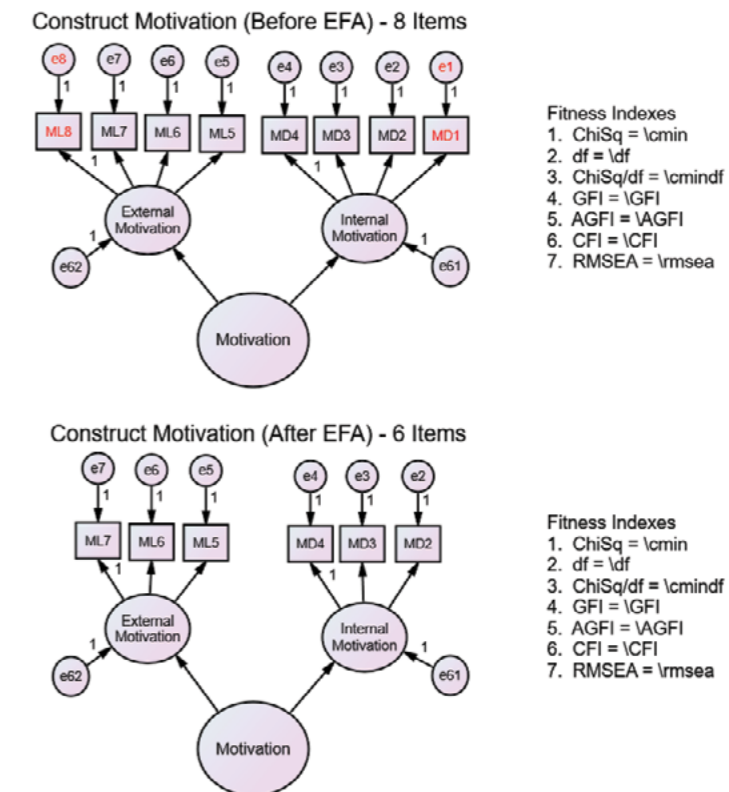 Construct Motivation (Before EFA) - 8 Items
e8 e7 e6 e5 e4 e3 e2 e1
1 1 1 1 1 1 1 1
ML8 ML7 ML6 ML5 MD4 MD3 MD2 MD1
1 1
External
Motivation
Internal
Motivation
1 1
e62 e61
Motivation
Fitness Indexes
1. ChiSq = \cmin
2. df = \df
3. ChiSq/df = \cmindf
4. GFI = \GFI
5. AGFI = \AGFI
6. CFI = \CFI
7. RMSEA = \rmsea
Construct Motivation (After EFA) - 6 Items
e7 e6 e5 e4 e3 e2
1 1 1 1 1 1
ML7 ML6 ML5 MD4 MD3 MD2
1 1
External
Motivation
Internal
Motivation
1 1
e62 e61
Motivation
Fitness Indexes
1. ChiSq = \cmin
2. df = \df
3. ChiSq/df = \cmindf
4. GFI = \GFI
5. AGFI = \AGFI
6. CFI = \CFI
7. RMSEA = \rmsea